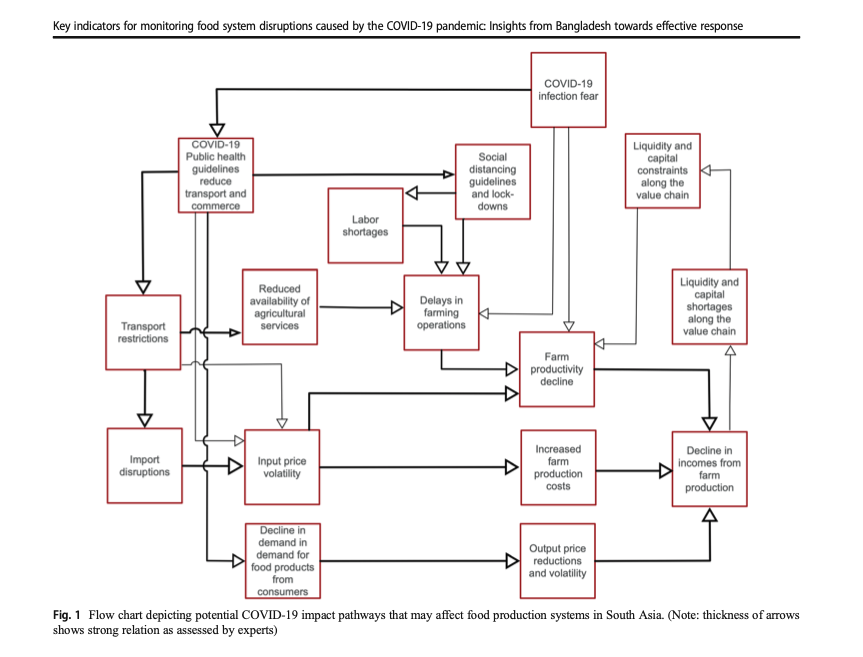 Key indicators for monitoring food system disruptions caused by the COVID-19 pandemic: Insights from Bangladesh towards effective response
COVID-19
infection fear
COVID-19
Public health
guidelines
reduce
transport and
commerce
Social
distancing
guidelines
and lock-
downs
Liquidity and
capital
constraints
along the
value chain
Labor
shortages
Reduced
availability of
agricultural
services
Delays in
farming
operations
Liquidity and
capital
shortages
along the
value chain
Transport
restrictions
Farm
productivity
decline
Import
disruptions
Input price
volatility
Increased
farm
production
costs
Decline in
incomes from
farm
production
Decline in
demand in
demand for
food products
from
consumers
Output price
reductions
and volatility
Fig. 1 Flow chart depicting potential COVID-19 impact pathways that may affect food production systems in South Asia. (Note: thickness of arrows
shows strong relation as assessed by experts)